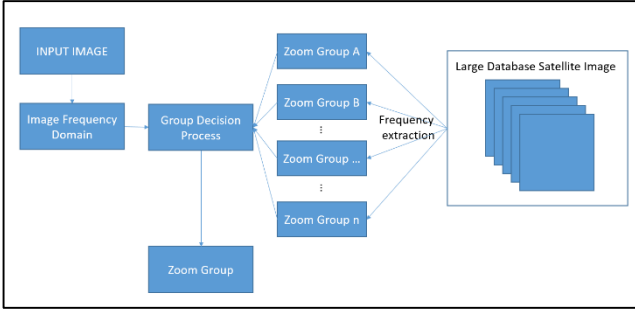 INPUT IMAGE
Image Frequency
Domain
Group Decision
Process
Zoom Group
Zoom Group A
Zoom Group B
⋮
Zoom Group ...
⋮
Zoom Group n
Frequency
extraction
Large Database Satellite Image